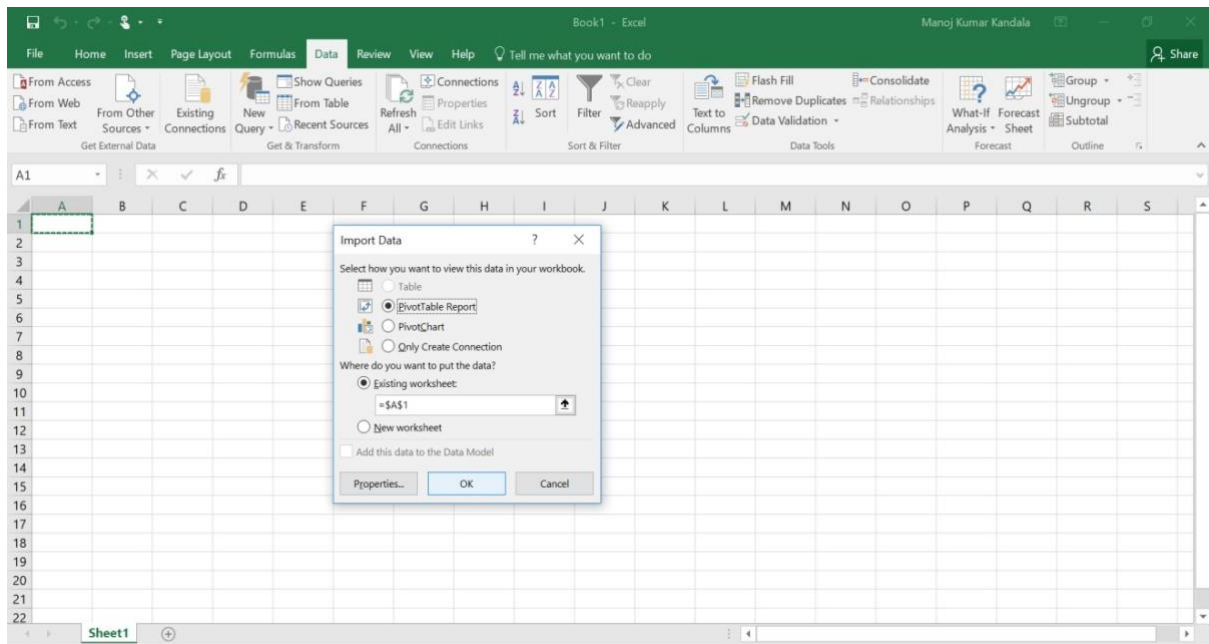 Book1 - Excel
Manoj Kumar Kandala
File Home Insert Page Layout Formulas Data Review View Help Tell me what you want to do Share
From Access
From Web
From Text
From Other Sources
Existing Connections
Get External Data
New Query
Show Queries
From Table
Recent Sources
Get & Transform
Refresh All
Connections
Properties
Edit Links
Connections
Sort
Filter
Clear
Reapply
Advanced
Sort & Filter
Text to Columns
Flash Fill
Remove Duplicates
Data Validation
Consolidate
Relationships
Data Tools
What-If Analysis
Forecast Sheet
Forecast
Group
Ungroup
Subtotal
Outline
A1 fx
A B C D E F G H I J K L M N O P Q R S
1
2
3
4
5
6
7
8
9
10
11
12
13
14
15
16
17
18
19
20
21
22
Import Data ?
Select how you want to view this data in your workbook.
Table
PivotTable Report
PivotChart
Only Create Connection
Where do you want to put the data?
Existing worksheet:
=$A$1
New worksheet
Add this data to the Data Model
Properties... OK Cancel
Sheet1